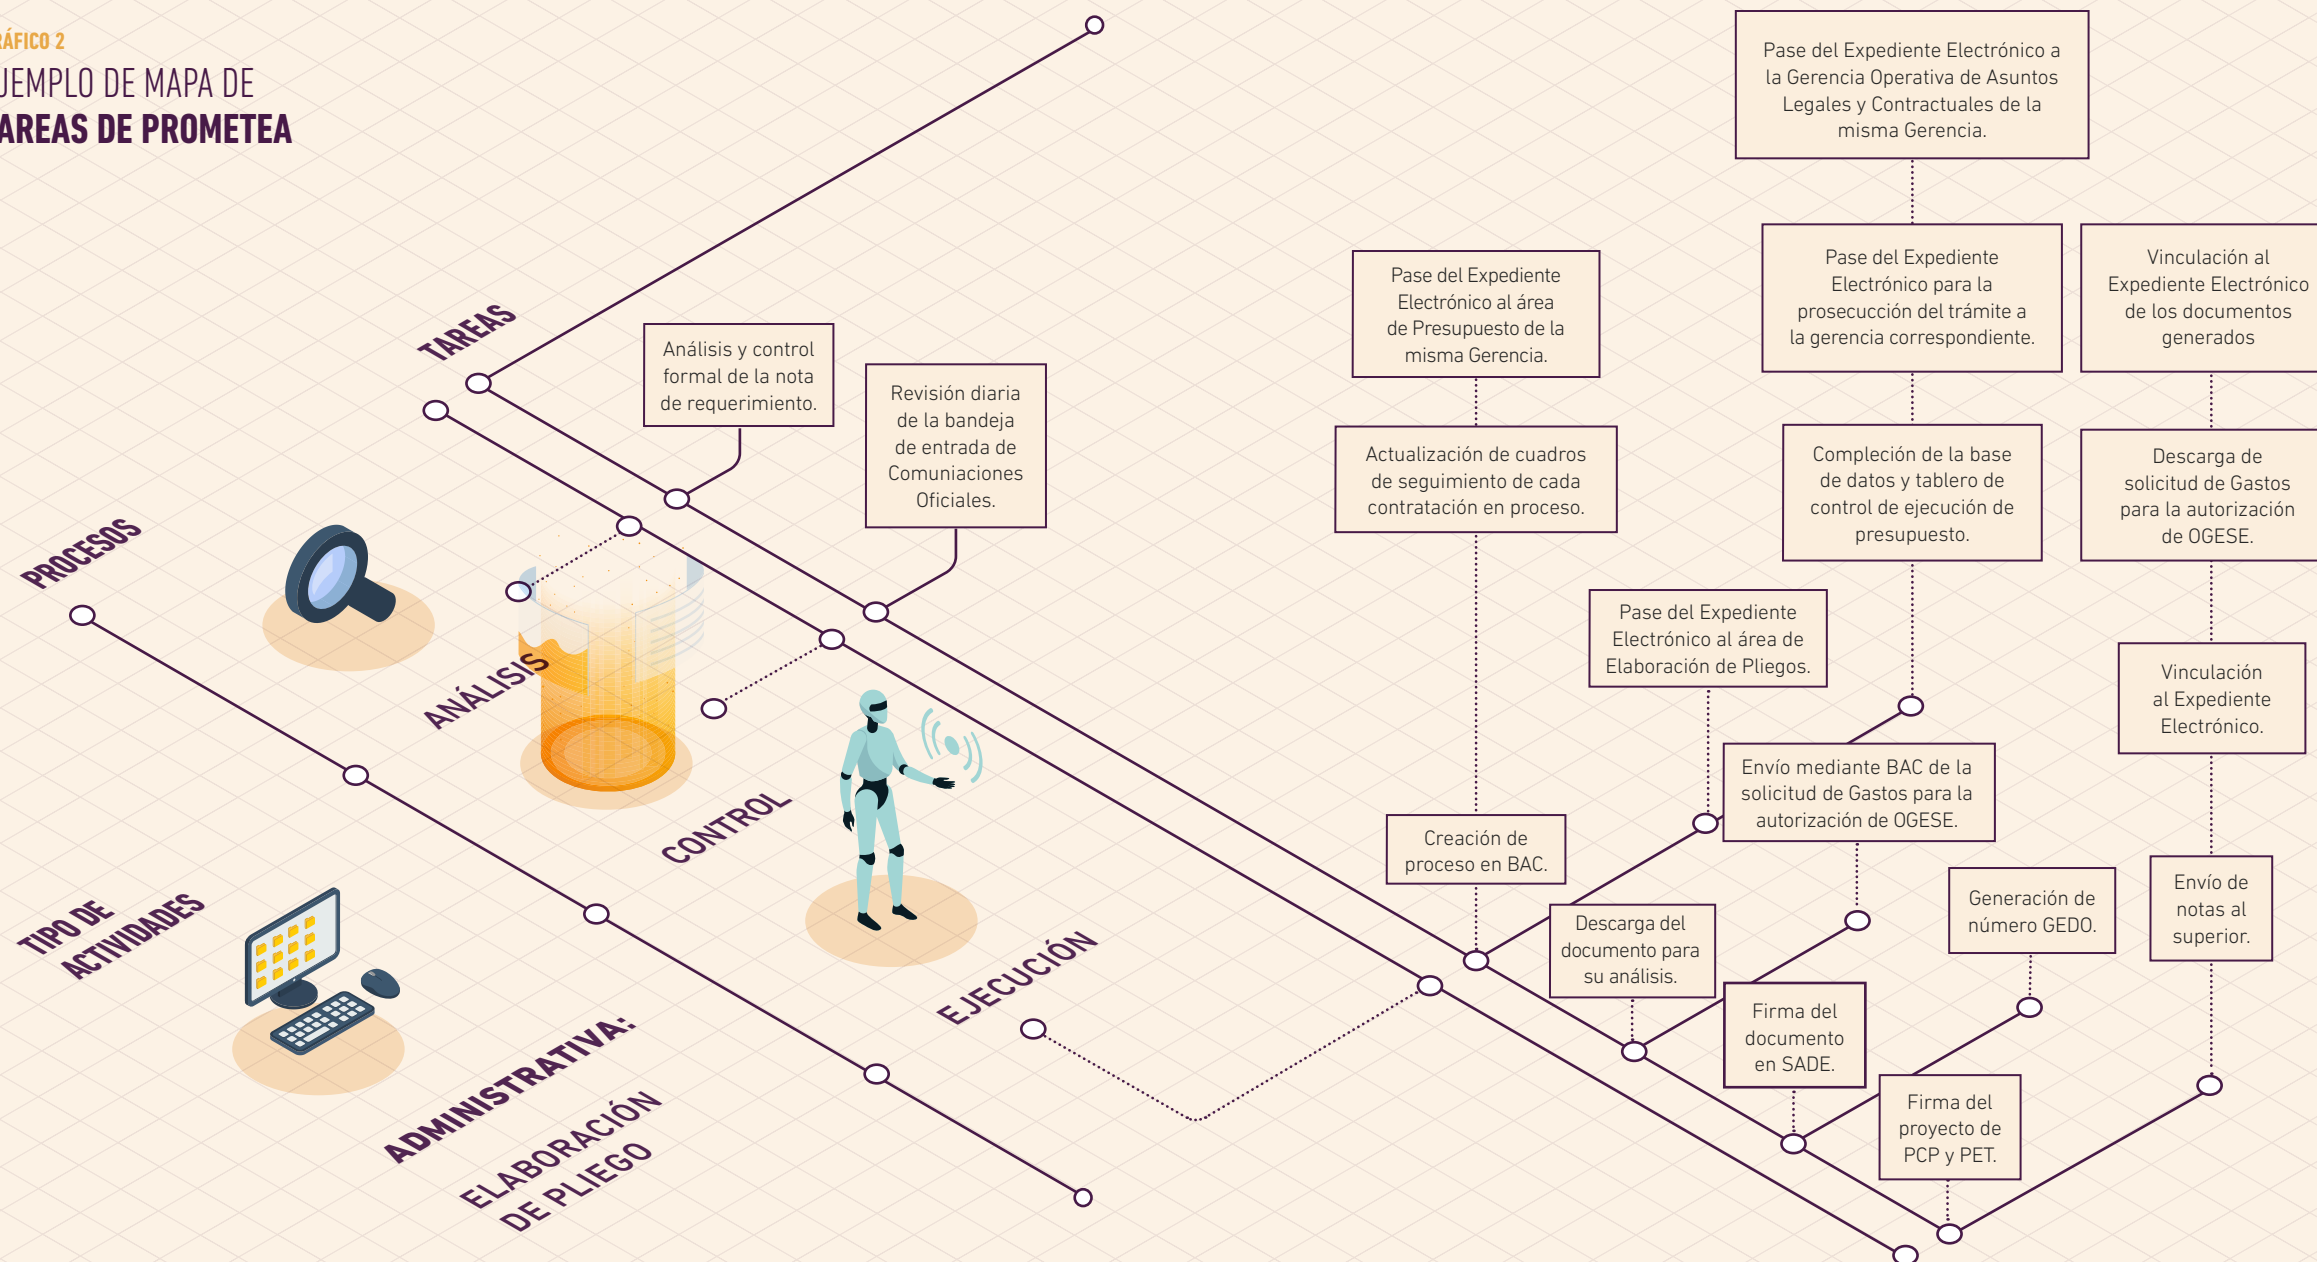 RÁFICO 2
JEMPLO DE MAPA DE
AREAS DE PROMETEA
TAREAS
PROCESOS
TIPO DE
ACTIVIDADES
ANÁLISIS
CONTROL
EJECUCIÓN
ADMINISTRATIVA:
ELABORACIÓN
DE PLIEGO
Análisis y control
formal de la nota
de requerimiento.
Revisión diaria
de la bandeja
de entrada de
Comuniaciones
Oficiales.
Pase del Expediente
Electrónico al área
de Presupuesto de la
misma Gerencia.
Actualización de cuadros
de seguimiento de cada
contratación en proceso.
Creación de
proceso en BAC.
Pase del Expediente
Electrónico al área de
Elaboración de Pliegos.
Descarga del
documento para
su análisis.
Pase del Expediente Electrónico a
la Gerencia Operativa de Asuntos
Legales y Contractuales de la
misma Gerencia.
Pase del Expediente
Electrónico para la
prosecución del trámite a
la gerencia correspondiente.
Compleción de la base
de datos y tablero de
control de ejecución de
presupuesto.
Envío mediante BAC de la
solicitud de Gastos para la
autorización de OGESE.
Firma del
documento
en SADE.
Generación de
número GEDO.
Firma del
proyecto de
PCP y PET.
Vinculación al
Expediente Electrónico
de los documentos
generados
Descarga de
solicitud de Gastos
para la autorización
de OGESE.
Vinculación
al Expediente
Electrónico.
Envío de
notas al
superior.